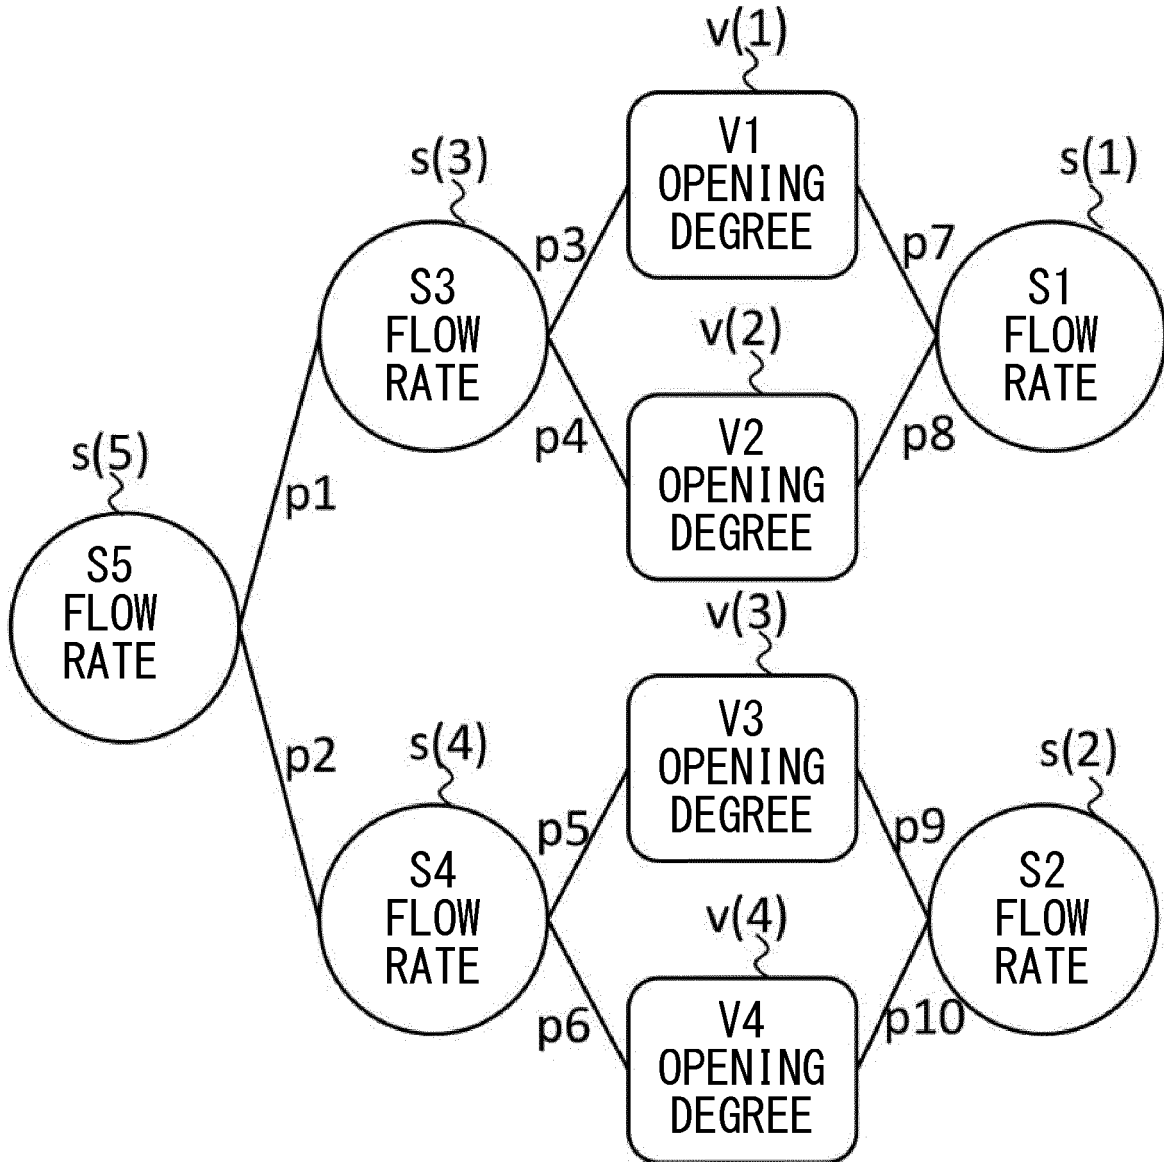 v(1)
V1
OPENING
DEGREE
s(3)
s(1)
p3
p7
S3
FLOW
RATE
S1
FLOW
RATE
v(2)
p4
p8
V2
OPENING
DEGREE
s(5)
p1
S5
FLOW
RATE
v(3)
V3
OPENING
DEGREE
p2
s(4)
s(2)
p5
p9
S4
FLOW
RATE
S2
FLOW
RATE
v(4)
p6
p10
V4
OPENING
DEGREE